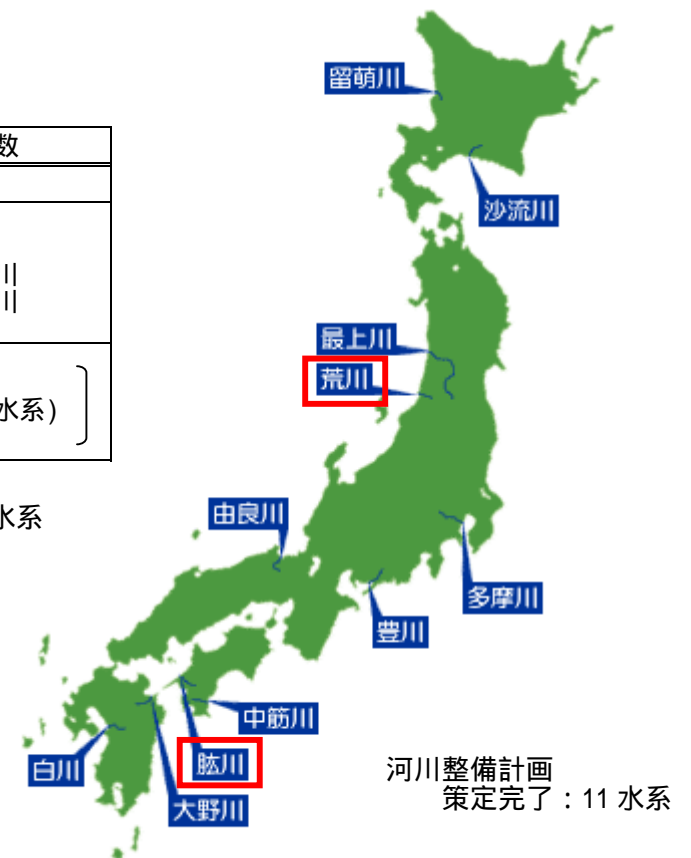 数
川
川
水系)
水系
留萌川
沙流川
最上川
荒川
由良川
多摩川
豊川
中筋川
肱川
白川
大野川
河川整備計画
策定完了：11 水系